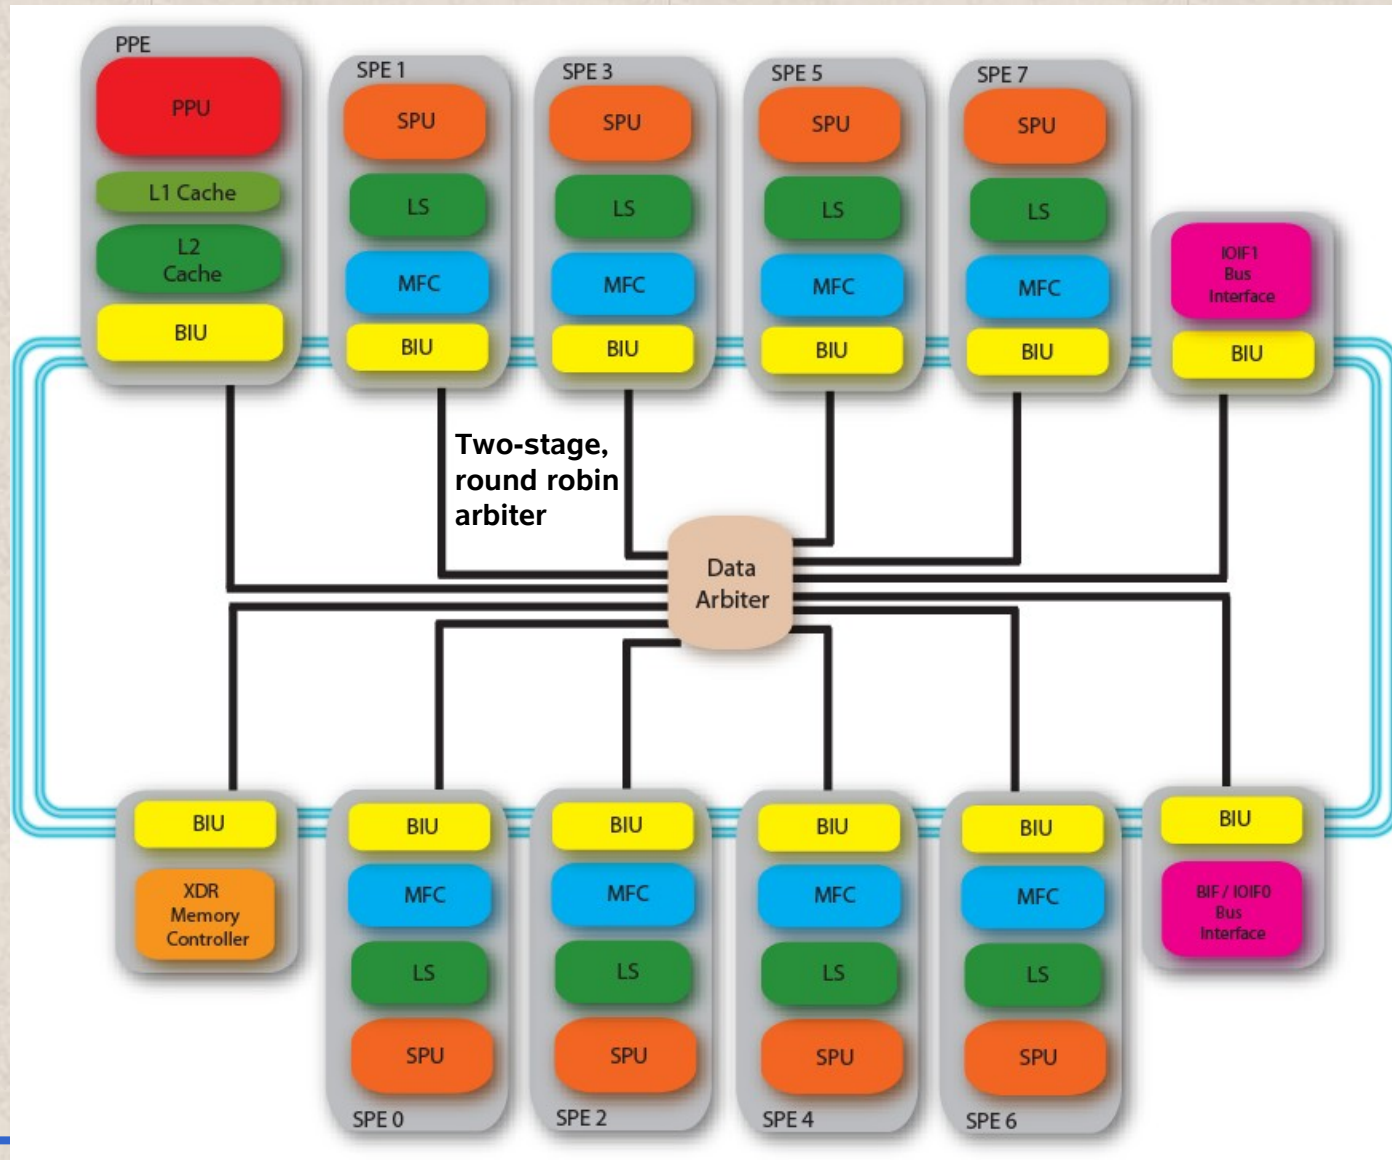 PPE
PPU
L1 Cache
L2
Cache
BIU
SPE 1
SPU
LS
MFC
BIU
SPE 3
SPU
LS
MFC
BIU
SPE 5
SPU
LS
MFC
BIU
SPE 7
SPU
LS
MFC
BIU
IOIF1
Bus
Interface
BIU
Two-stage,
round robin
arbiter
Data
Arbiter
BIU
XDR
Memory
Controller
BIU
MFC
LS
SPU
SPE 0
BIU
MFC
LS
SPU
SPE 2
BIU
MFC
LS
SPU
SPE 4
BIU
MFC
LS
SPU
SPE 6
BIU
BIF / IOIF0
Bus
Interface